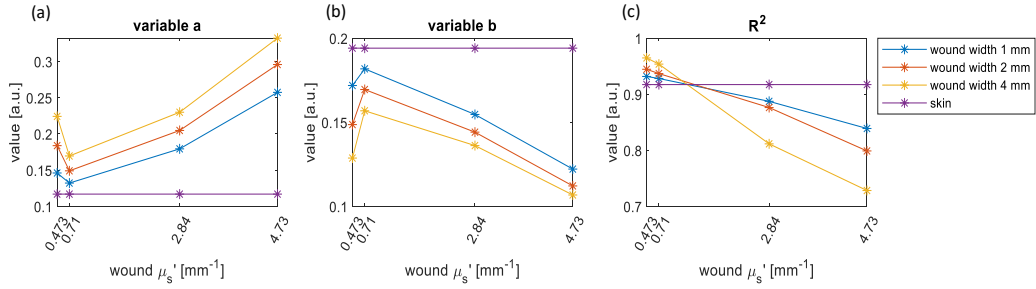 (a)
variable a
value [a.u.]
0.3
0.25
0.2
0.15
0.1
0.473
0.71
2.84
4.73
wound μs' [mm-1]
(b)
variable b
value [a.u.]
0.2
0.15
0.1
0.473
0.71
2.84
4.73
wound μs' [mm-1]
(c)
R2
value [a.u.]
1
0.9
0.8
0.7
0.473
0.71
2.84
4.73
wound μs' [mm-1]
wound width 1 mm
wound width 2 mm
wound width 4 mm
skin